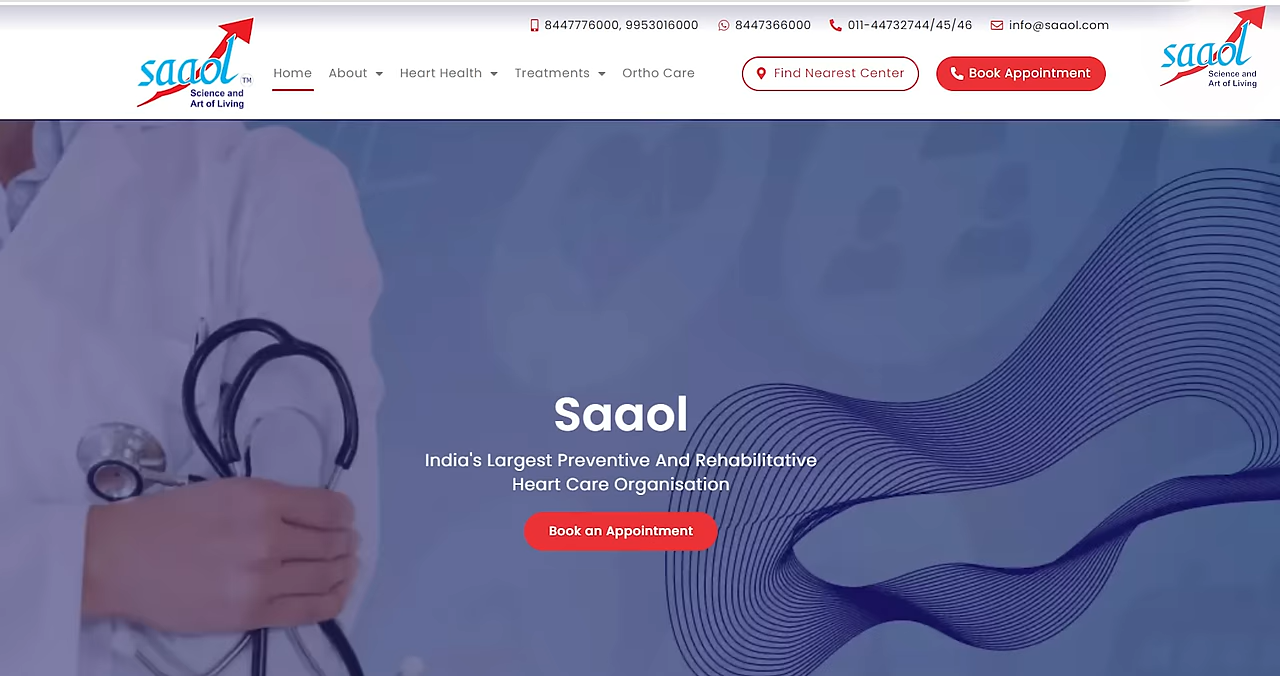 8447776000, 9953016000 8447366000 011-44732744/45/46 info@saaol.com
saaol TM
Science and
Art of Living
Home About Heart Health Treatments Ortho Care
Find Nearest Center Book Appointment
saaol
Science and
Art of Living
Saaol
India's Largest Preventive And Rehabilitative
Heart Care Organisation
Book an Appointment